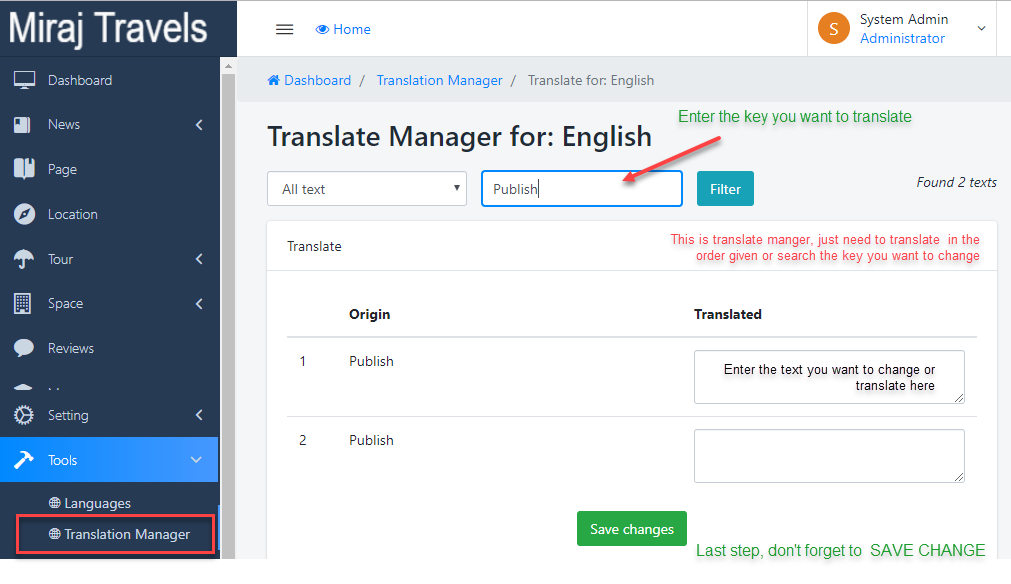 Miraj Travels
Home
System Admin
Administrator
S
Dashboard
News
Page
Location
Tour
Space
Reviews
Setting
Tools
Languages
Translation Manager
Dashboard / Translation Manager / Translate for: English
Translate Manager for: English
Enter the key you want to translate
All text
Publish
Filter
Found 2 texts
Translate
This is translate manger, just need to translate in the
order given or search the key you want to change
Origin Translated
1 Publish
Enter the text you want to change or
translate here
2 Publish
Save changes
Last step, don't forget to SAVE CHANGE